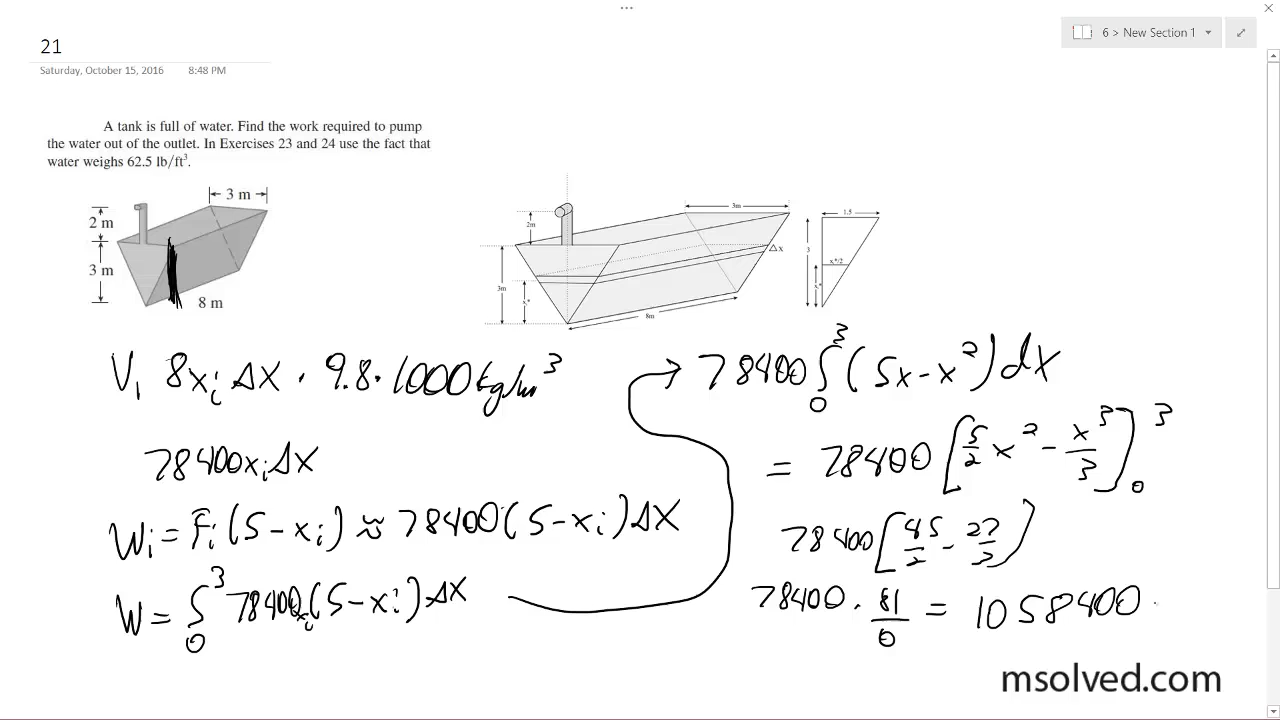 6 > New Section 1
21
Saturday, October 15, 2016 8:48 PM
A tank is full of water. Find the work required to pump
the water out of the outlet. In Exercises 23 and 24 use the fact that
water weighs 62.5 lb/ft³.
3 m
2 m
3 m
8 m
3m
2m
Δx
3m
xᵢ*
8m
1.5
3
x*/2
xᵢ*
V₁ 8xᵢ Δx · 9.8 · 1000 kg/m³
78400xᵢΔx
Wᵢ = Fᵢ(5-xᵢ) ≈ 78400(5-xᵢ)Δx
W = ∫₀³ 78400xᵢ(5-xᵢ)Δx
→ 78400 ∫₀³ (5x-x²)dx
= 78400 [5/2 x² - x³/3]₀³
78400 [45/2 - 27/3]
78400 · 81/6 = 1058400
msolved.com